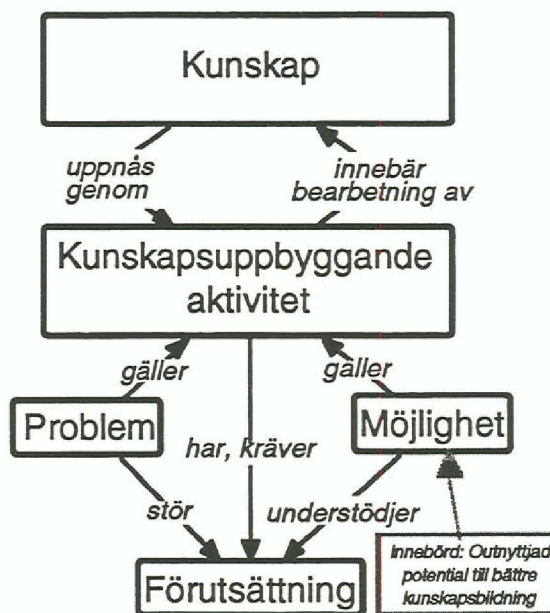 Kunskap
uppnås
genom
innebär
bearbetning av
Kunskapsuppbyggande
aktivitet
gäller
gäller
Problem
Möjlighet
har, kräver
stör
understödjer
Förutsättning
Innebörd: Outnyttjad
potential till bättre
kunskapsbildning